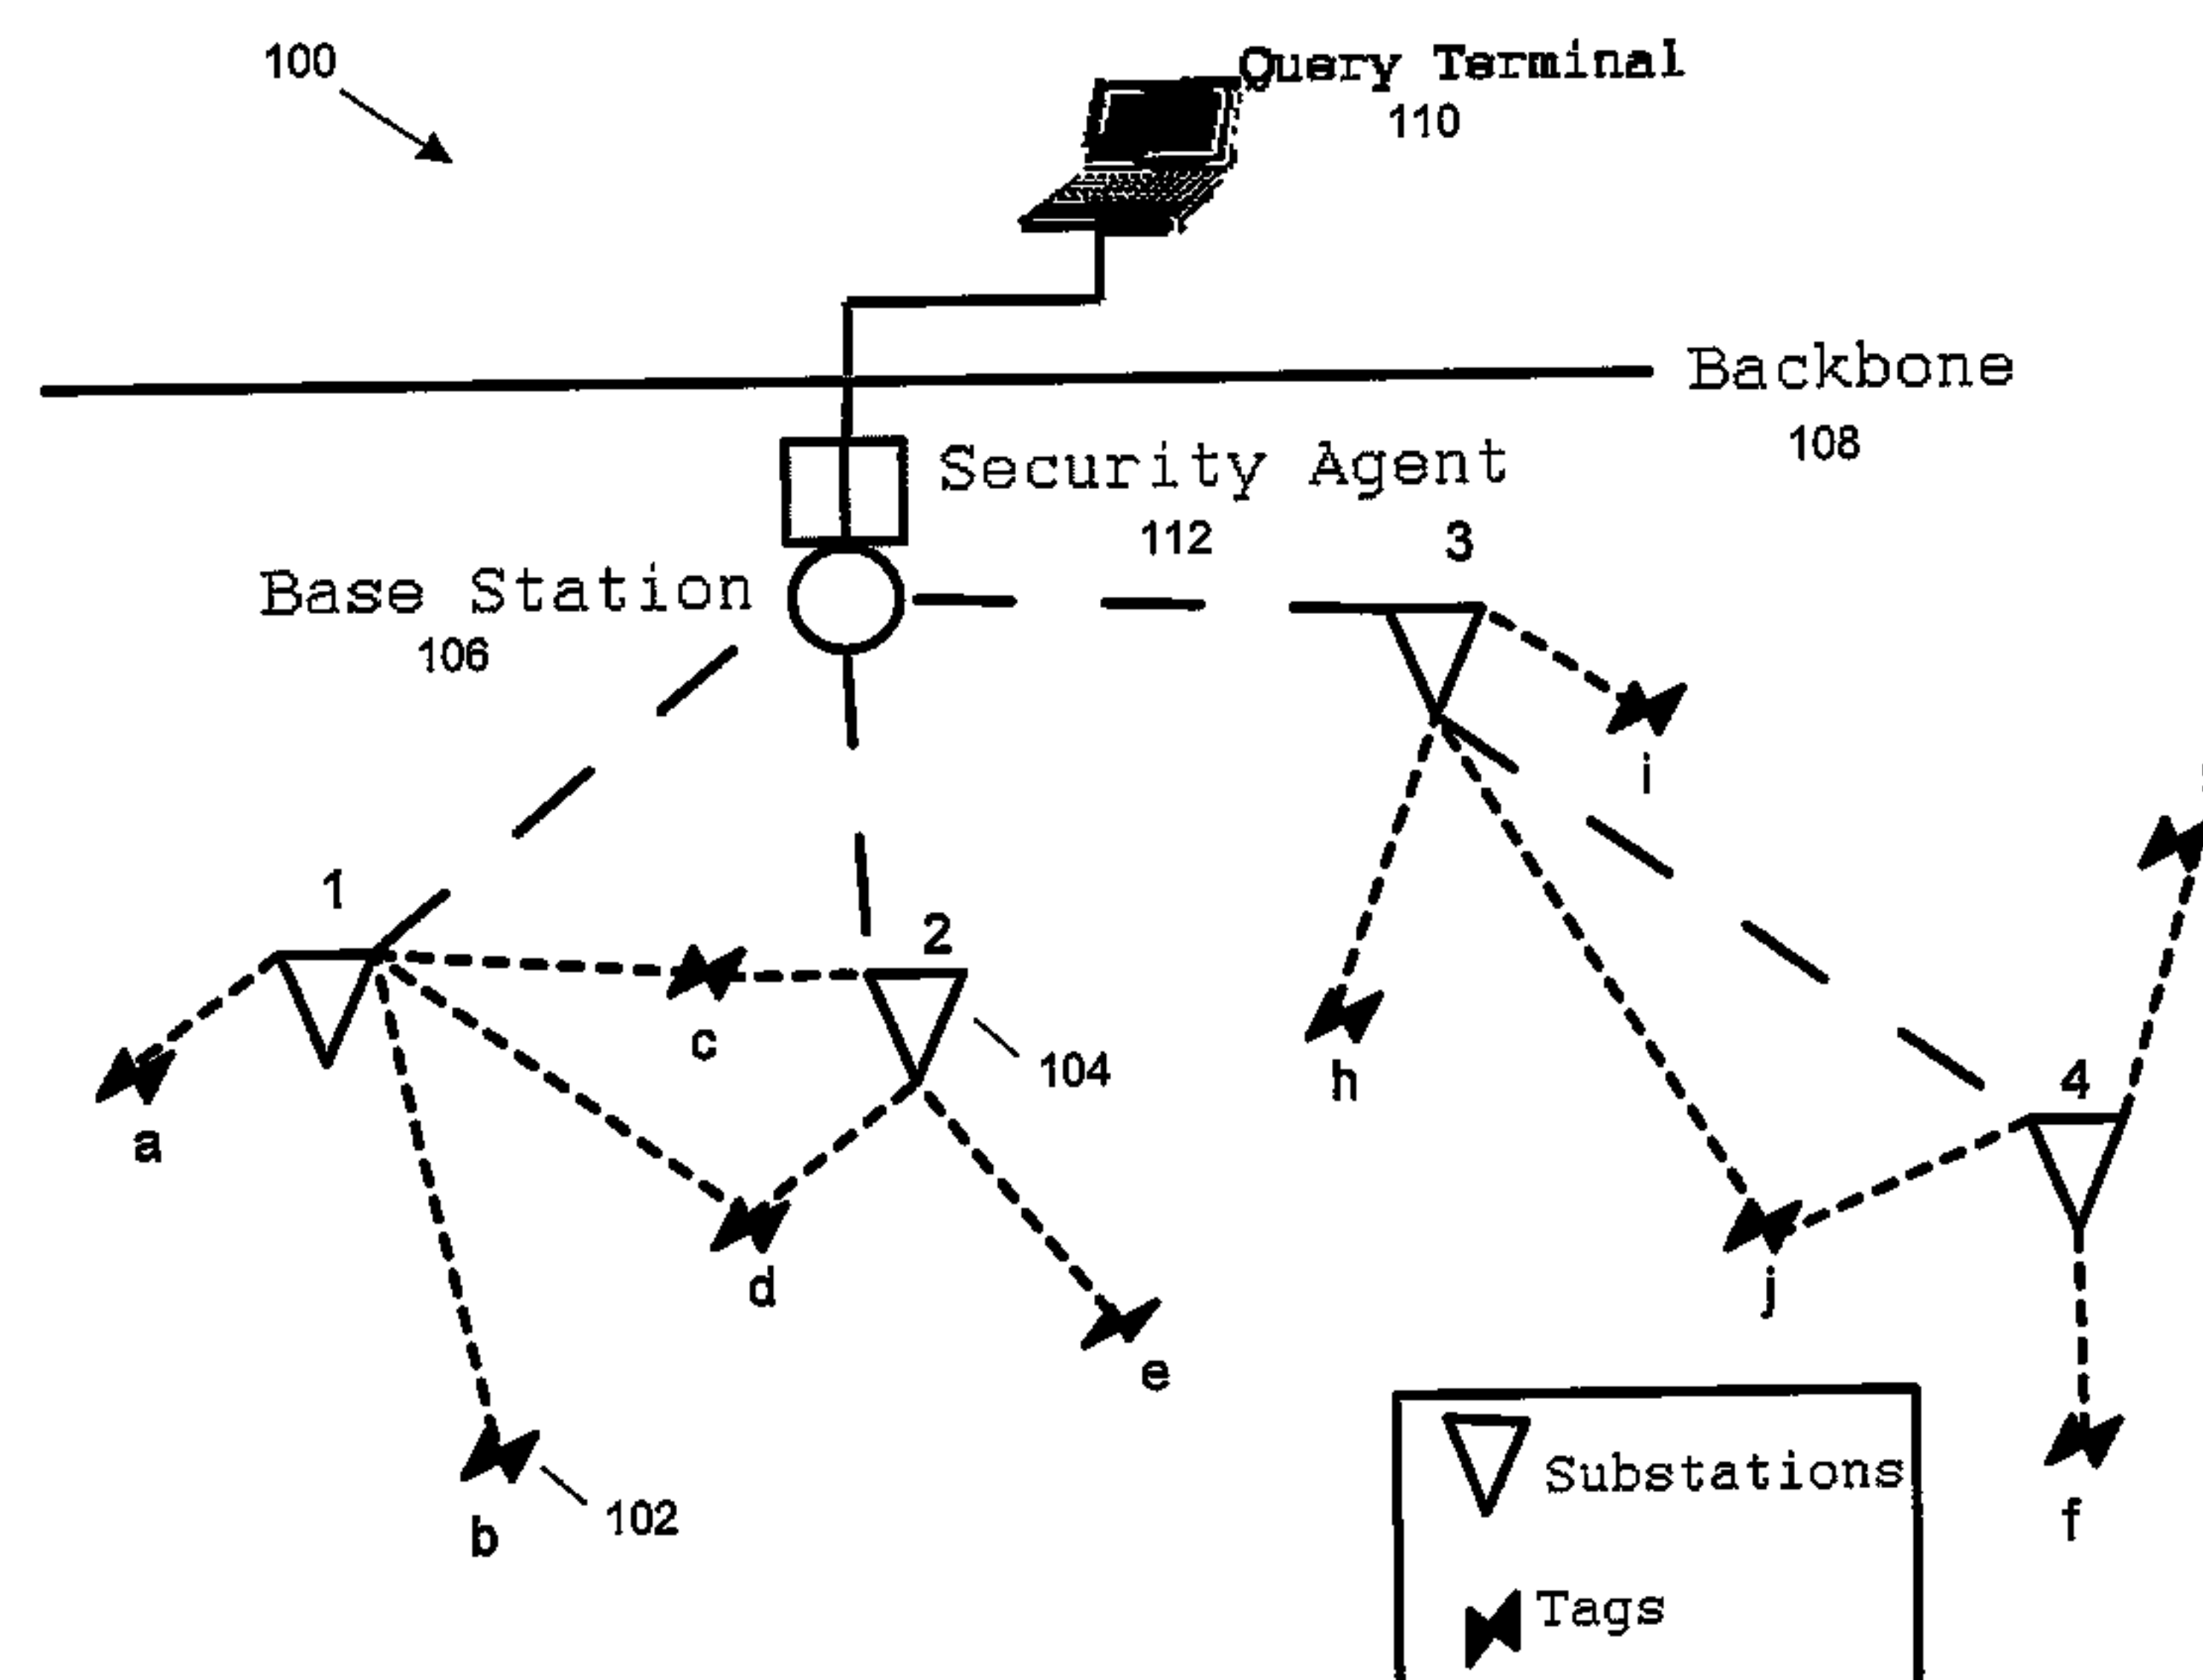 100
Query Terminal
110
Backbone
108
Security Agent
112
3
Base Station
106
i
1
2
c
104
h
4
a
d
j
e
Substations
102
b
f
Tags